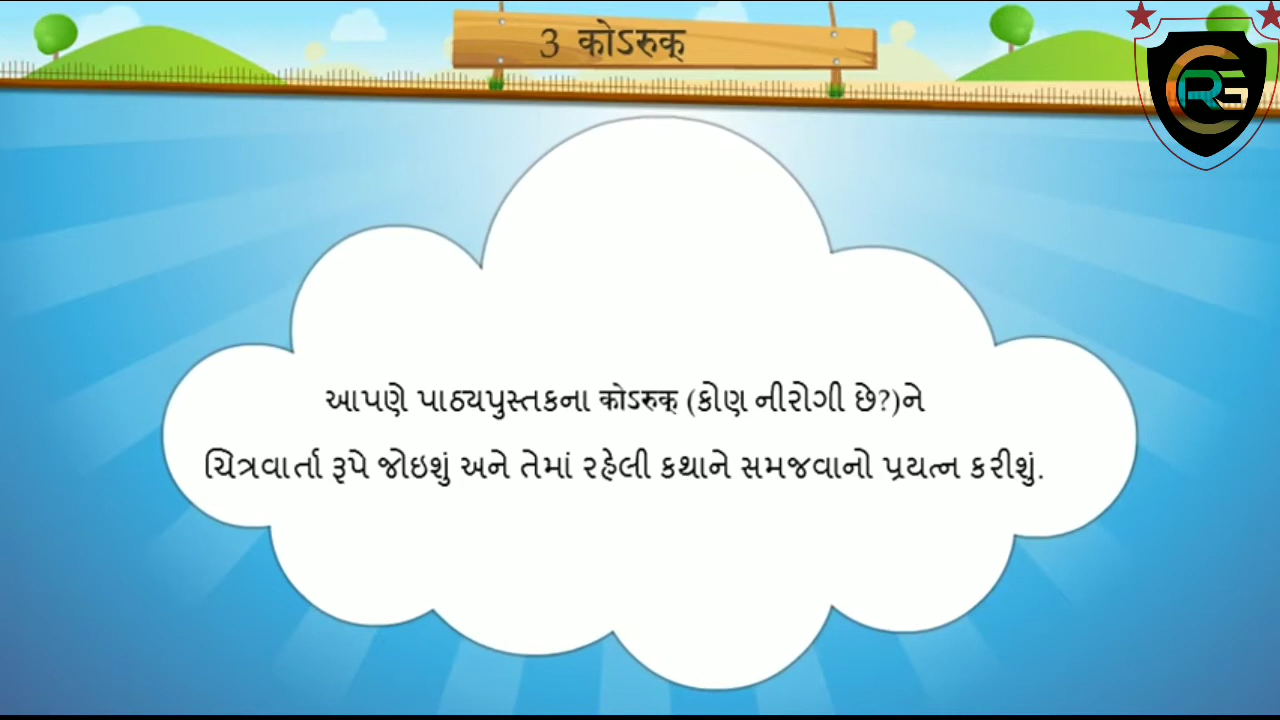 3 कोऽरुक्
આપણે પાઠ્યપુસ્તકના कोऽरुक् (કોણ નીરોગી છે?)ને
ચિત્રવાર્તા રૂપે જોઇશું અને તેમાં રહેલી કથાને સમજવાનો પ્રયત્ન કરીશું.